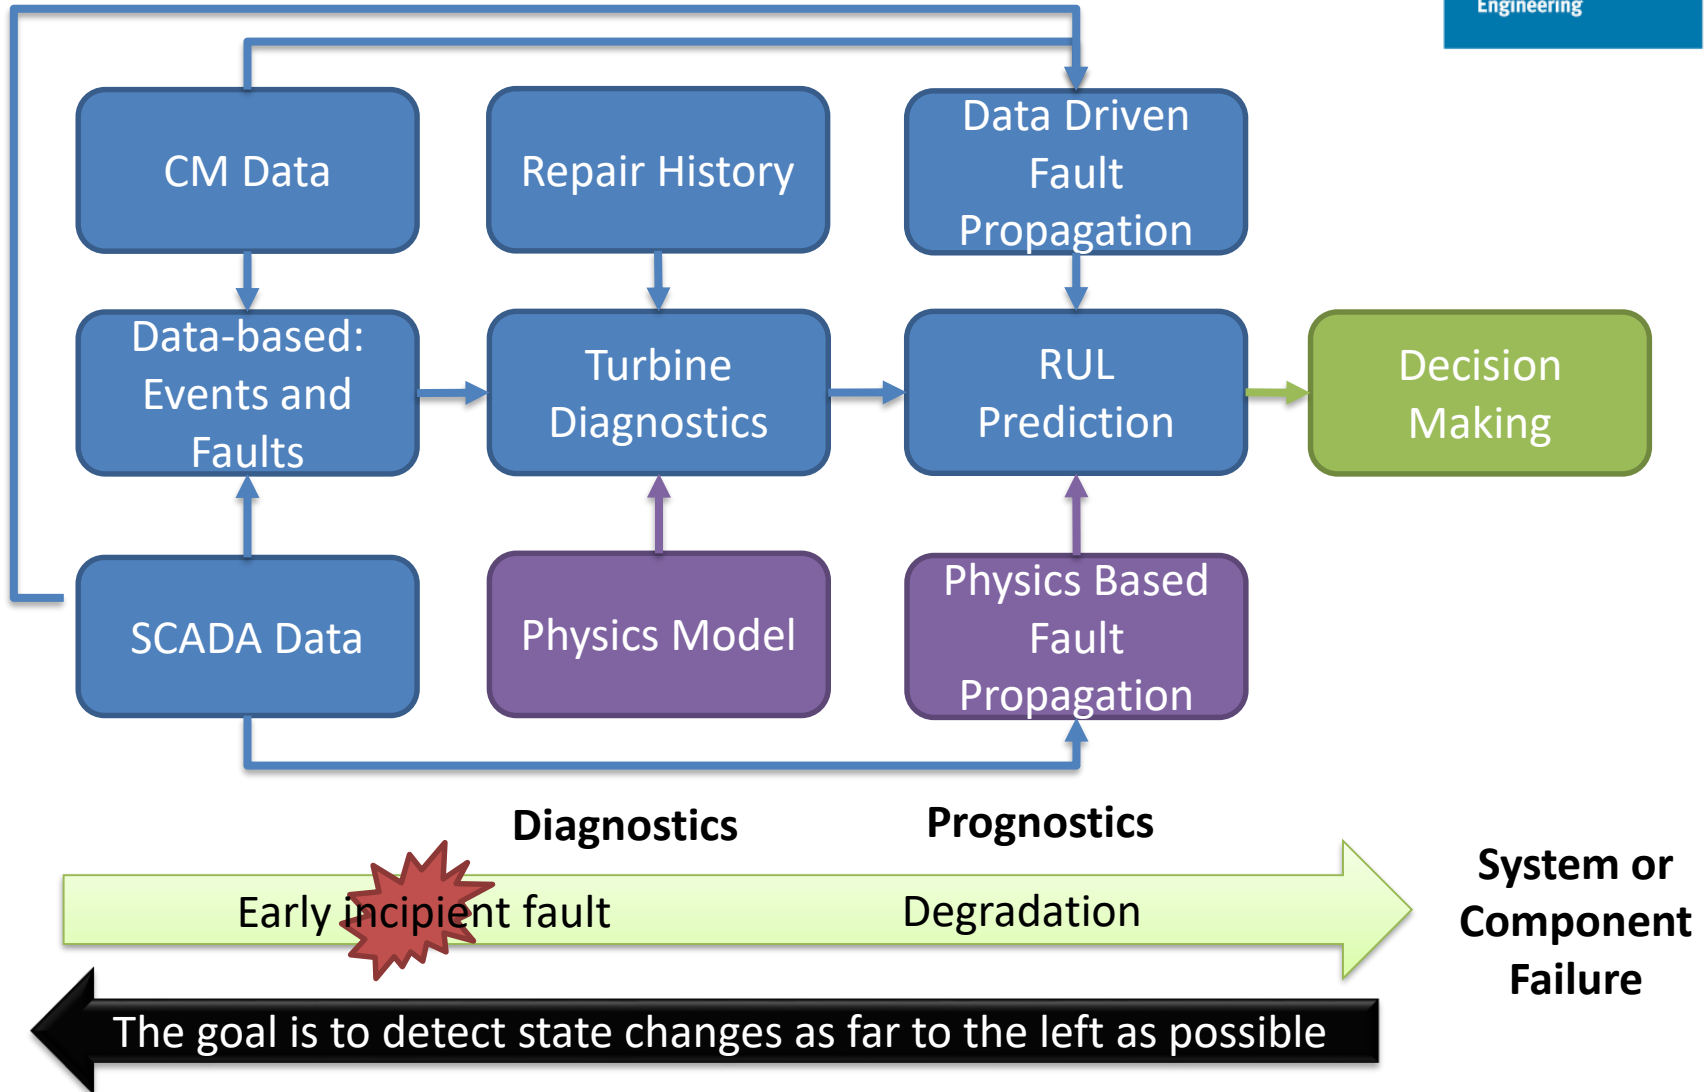 Engineering
CM Data
Repair History
Data Driven
Fault
Propagation
Data-based:
Events and
Faults
Turbine
Diagnostics
RUL
Prediction
Decision
Making
SCADA Data
Physics Model
Physics Based
Fault
Propagation
Diagnostics
Prognostics
Early incipient fault
Degradation
System or
Component
Failure
The goal is to detect state changes as far to the left as possible